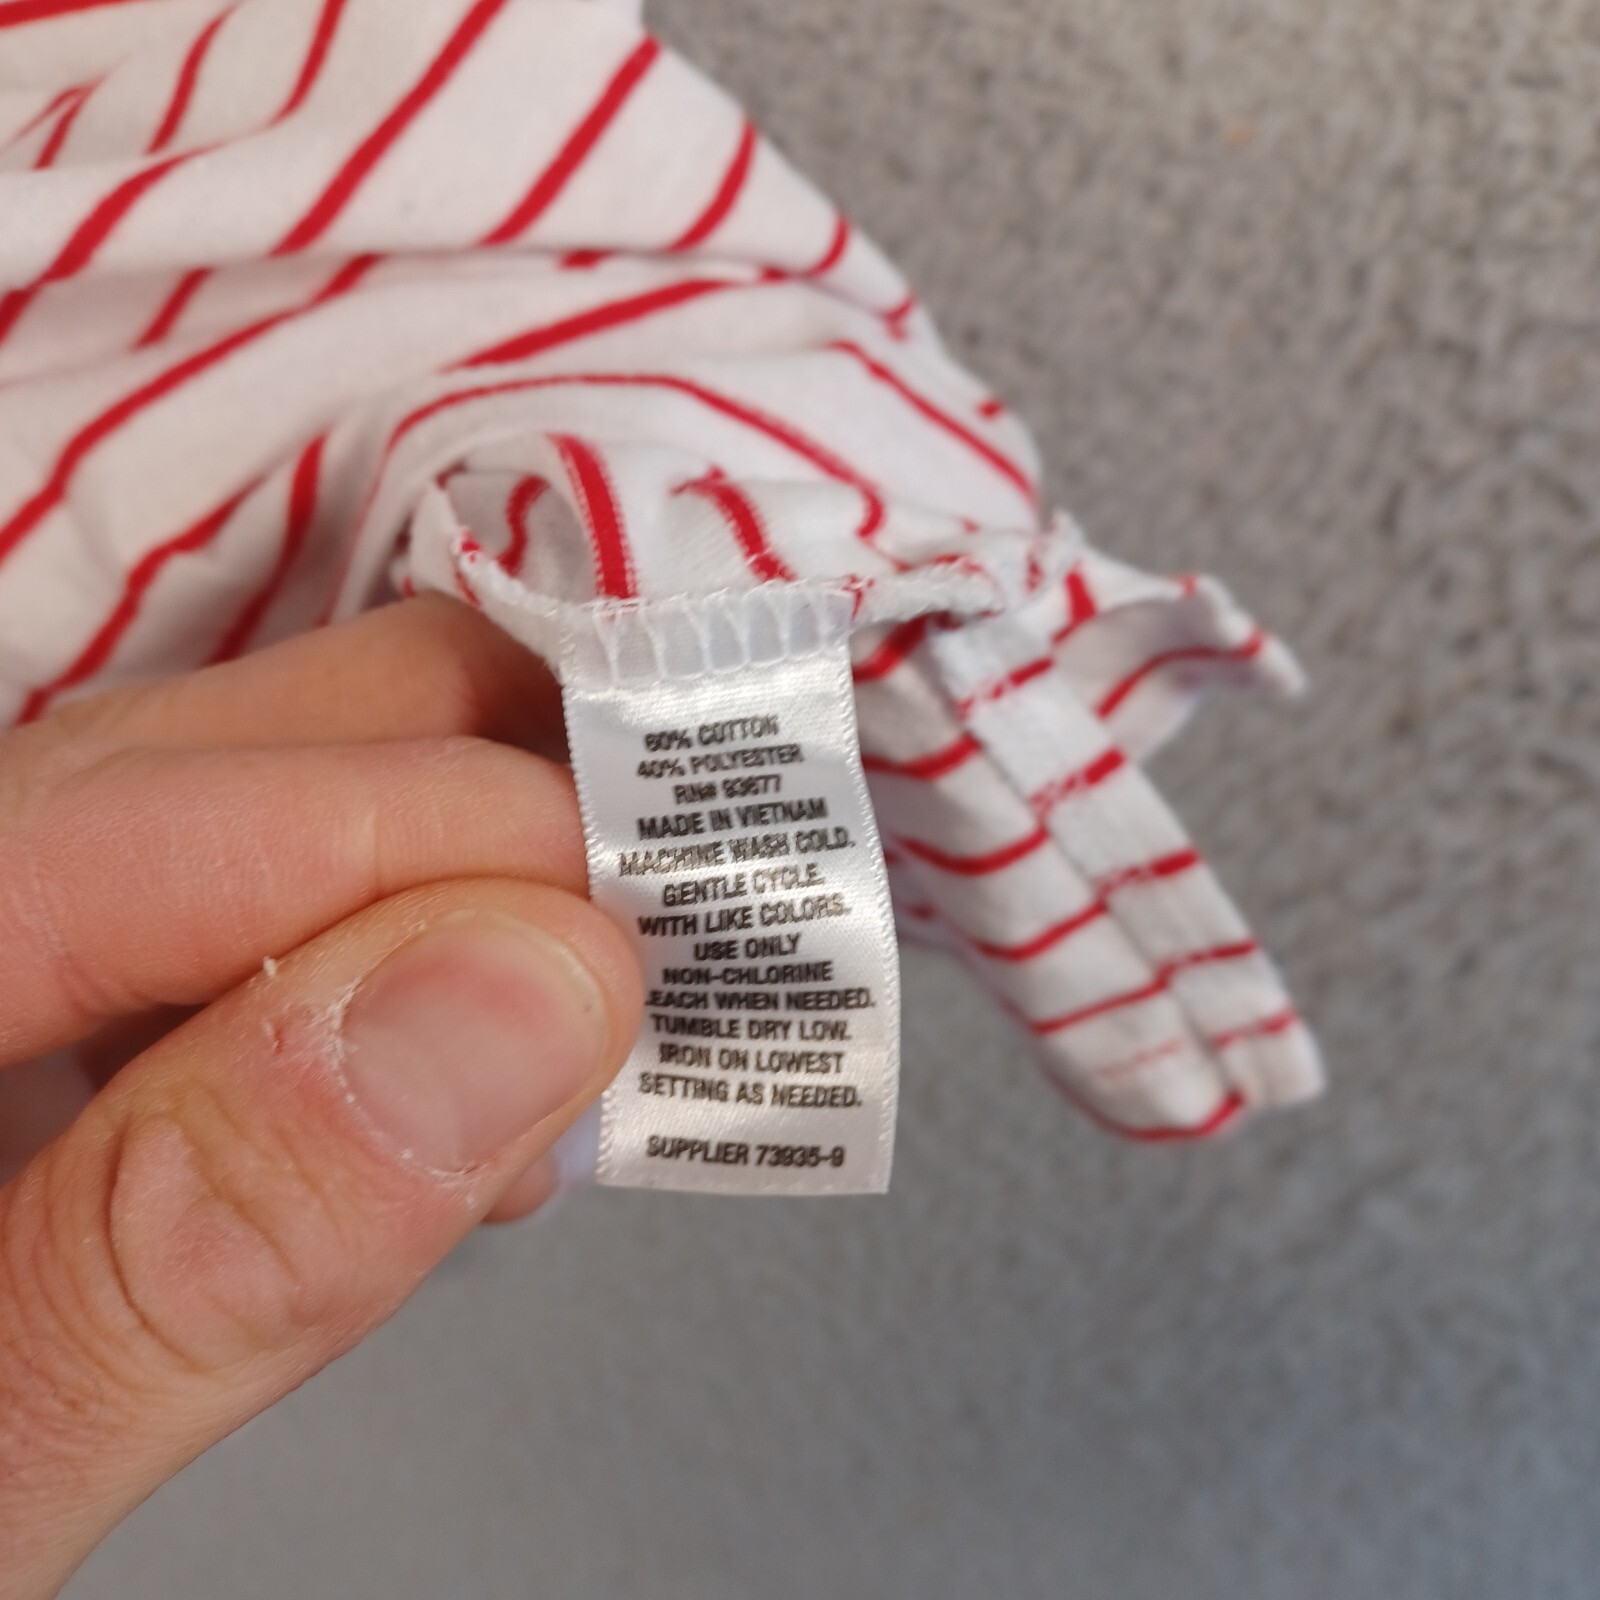 60% COTTON
40% POLYESTER
RN# 93677
MADE IN VIETNAM
MACHINE WASH COLD.
GENTLE CYCLE.
WITH LIKE COLORS.
USE ONLY
NON-CHLORINE
LEACH WHEN NEEDED.
TUMBLE DRY LOW.
IRON ON LOWEST
SETTING AS NEEDED.
SUPPLIER 73935-9